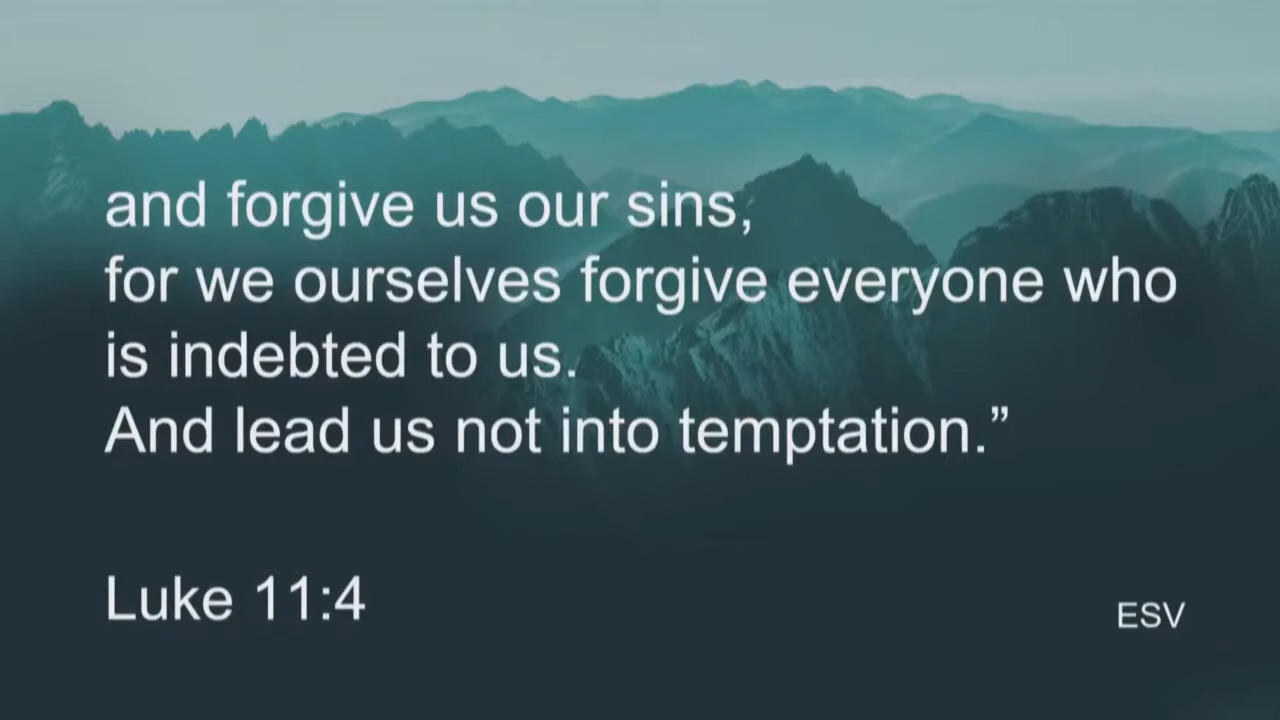 and forgive us our sins,
for we ourselves forgive everyone who
is indebted to us.
And lead us not into temptation.”
Luke 11:4
ESV